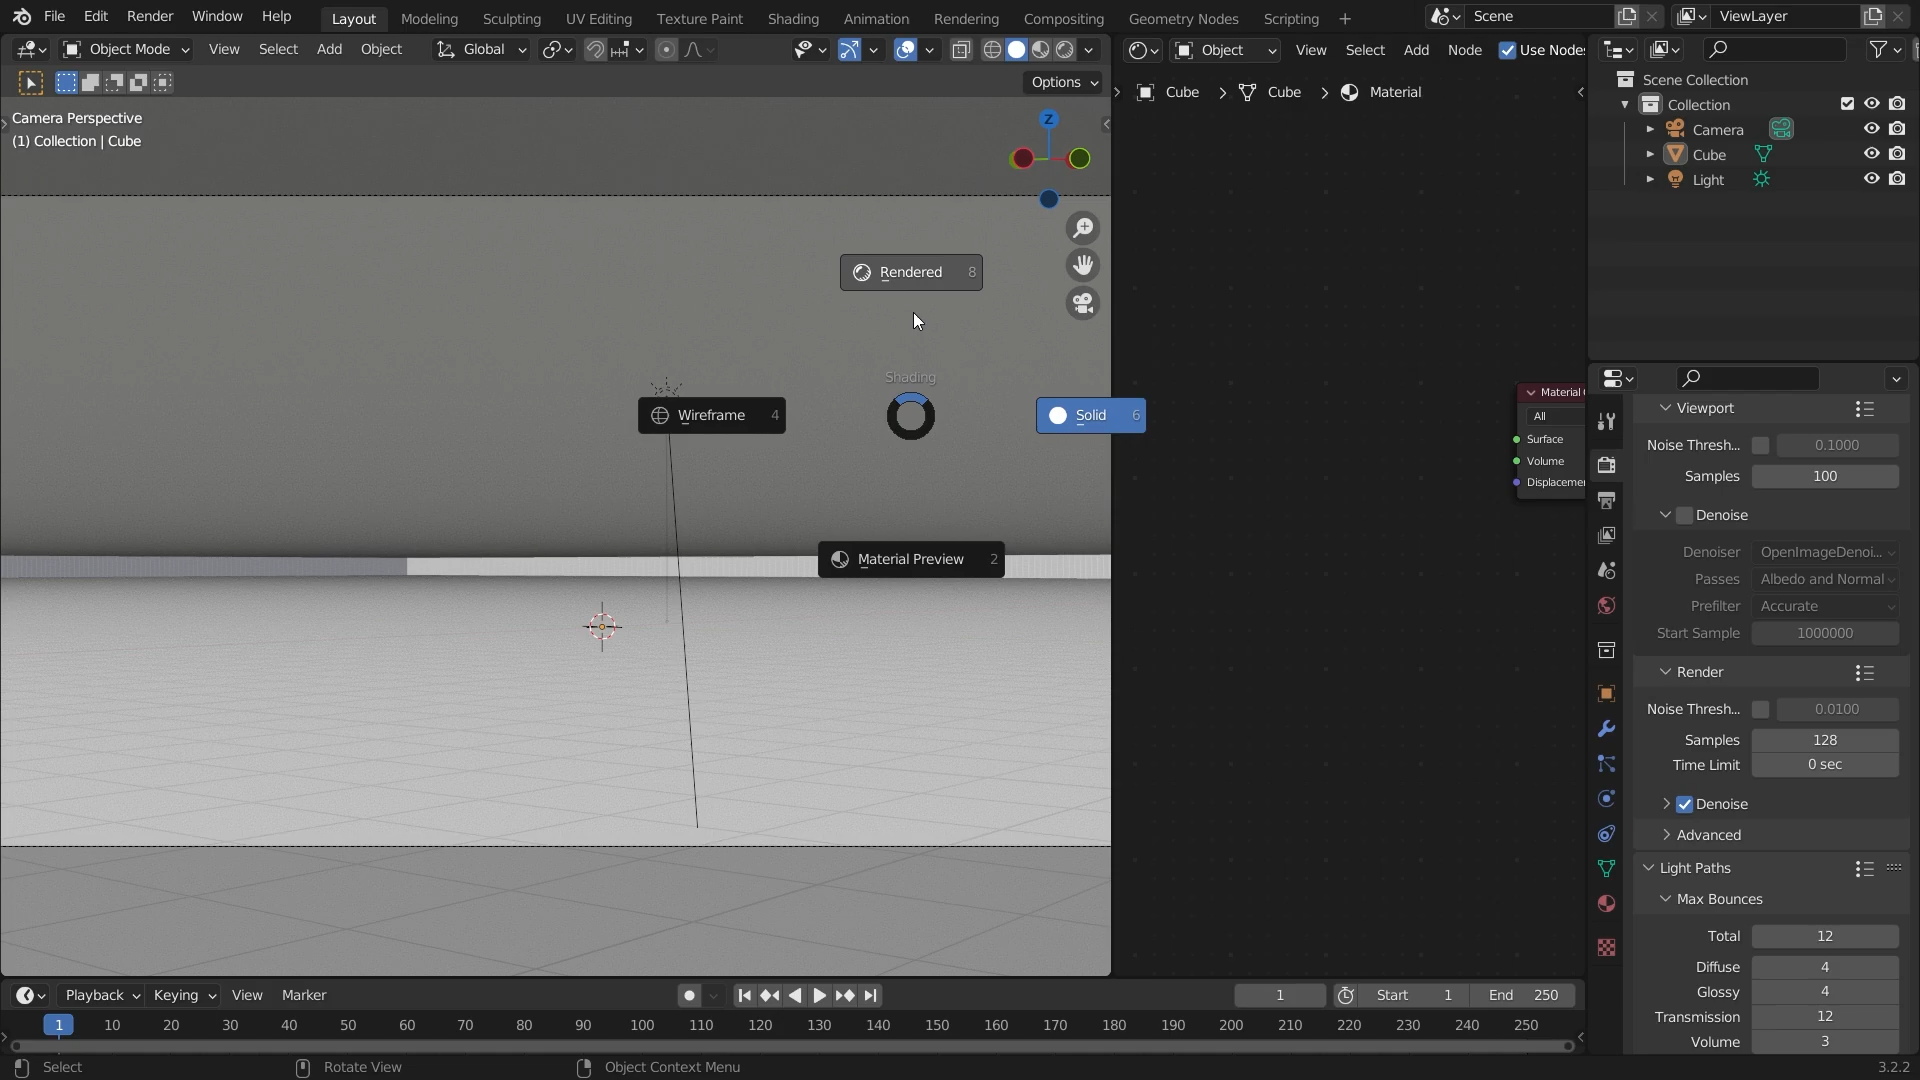 File Edit Render Window Help
Layout Modeling Sculpting UV Editing Texture Paint Shading Animation Rendering Compositing Geometry Nodes Scripting +
Scene
ViewLayer
Object Mode View Select Add Object Global
Object View Select Add Node Use Nodes
Options
Camera Perspective
(1) Collection | Cube
Z
Rendered 8
Shading
Wireframe 4
Solid 6
Material Preview 2
Cube > Cube > Material
Material
All
Surface
Volume
Displacemen
Scene Collection
Collection
Camera
Cube
Light
Viewport
Noise Thresh... 0.1000
Samples 100
Denoise
Denoiser OpenImageDenoi...
Passes Albedo and Normal
Prefilter Accurate
Start Sample 1000000
Render
Noise Thresh... 0.0100
Samples 128
Time Limit 0 sec
Denoise
Advanced
Light Paths
Max Bounces
Total 12
Diffuse 4
Glossy 4
Transmission 12
Volume 3
Playback Keying View Marker
1 Start 1 End 250
1 10 20 30 40 50 60 70 80 90 100 110 120 130 140 150 160 170 180 190 200 210 220 230 240 250
Select Rotate View Object Context Menu 3.2.2